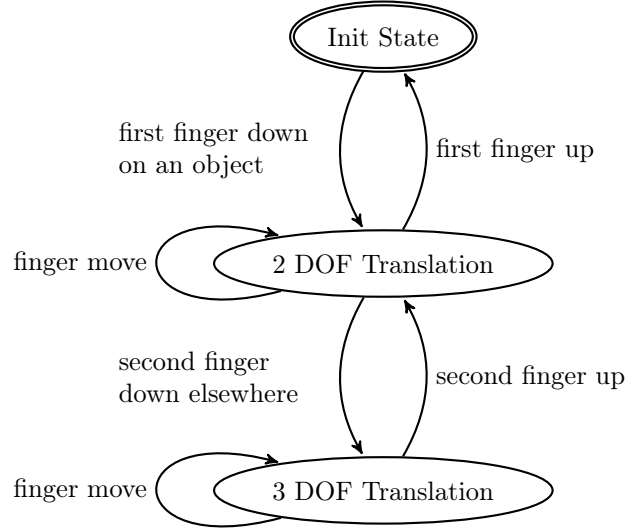 Init State
first finger down
on an object
first finger up
finger move
2 DOF Translation
second finger
down elsewhere
second finger up
finger move
3 DOF Translation